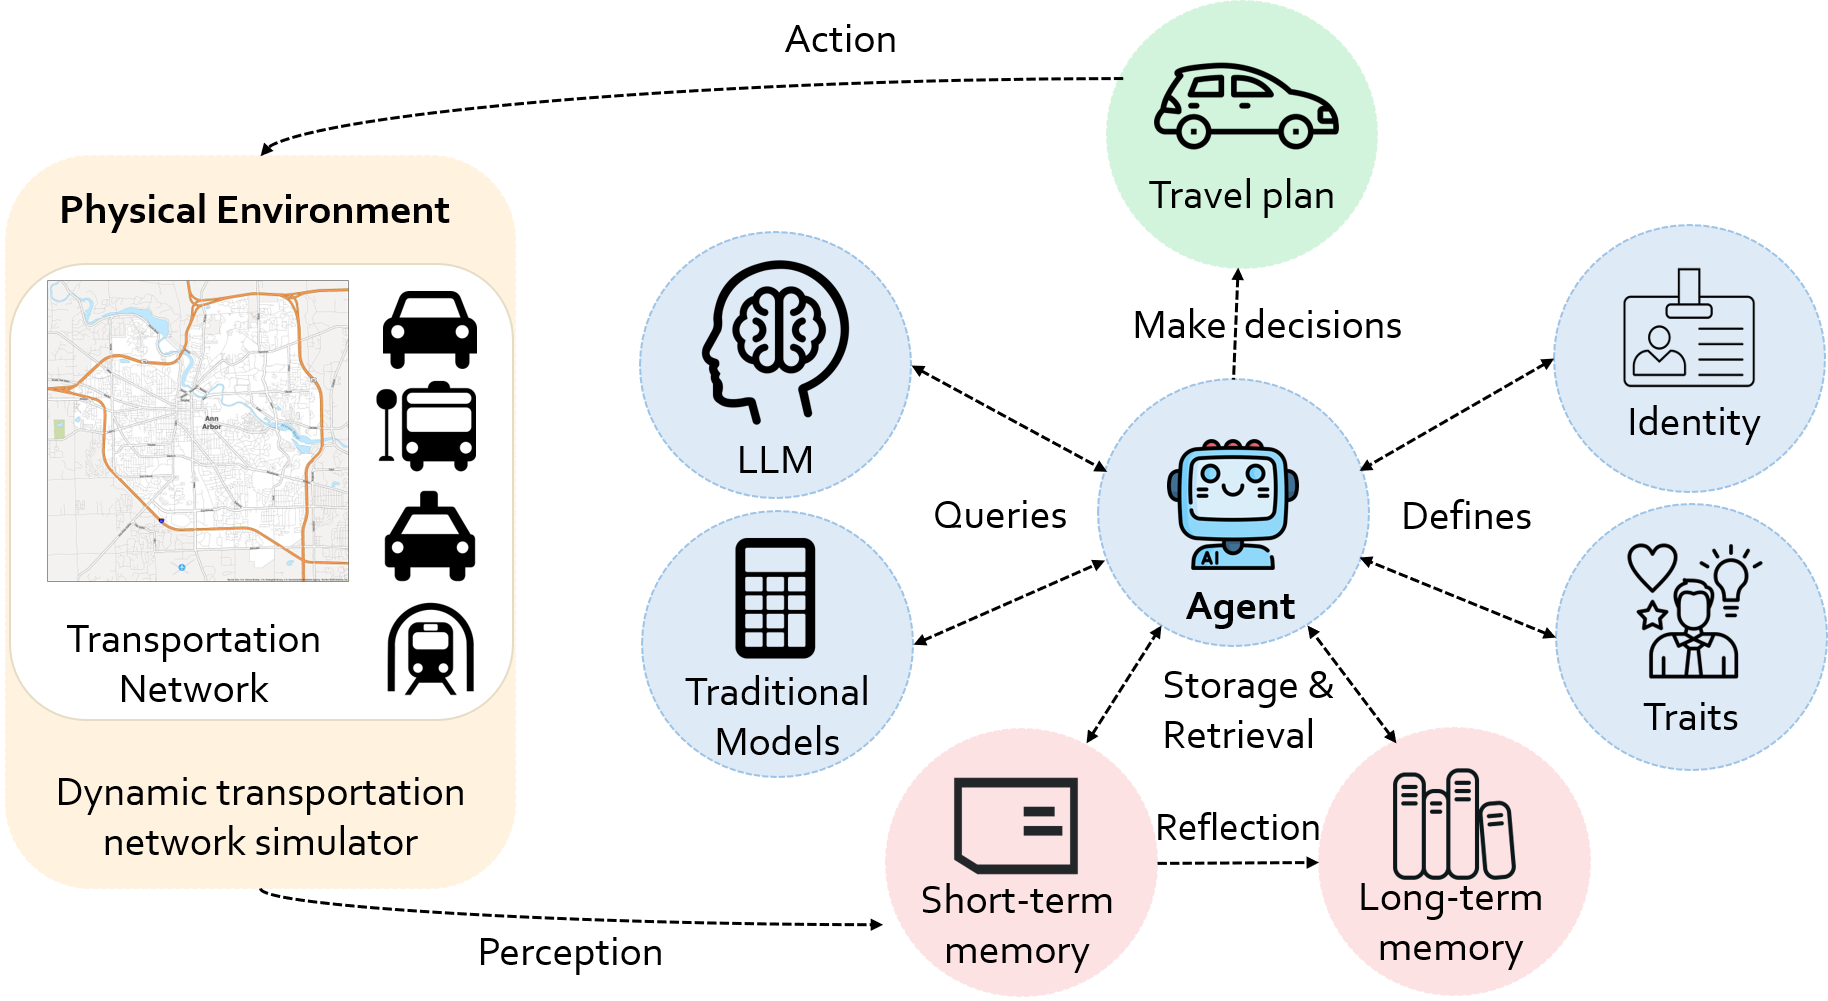 Action
Travel plan
Physical Environment
Ann
Arbor
Transportation
Network
Dynamic transportation
network simulator
LLM
Make decisions
Identity
Queries
AI
Agent
Defines
Traditional
Models
Storage &
Retrieval
Traits
Reflection
Short-term
memory
Long-term
memory
Perception